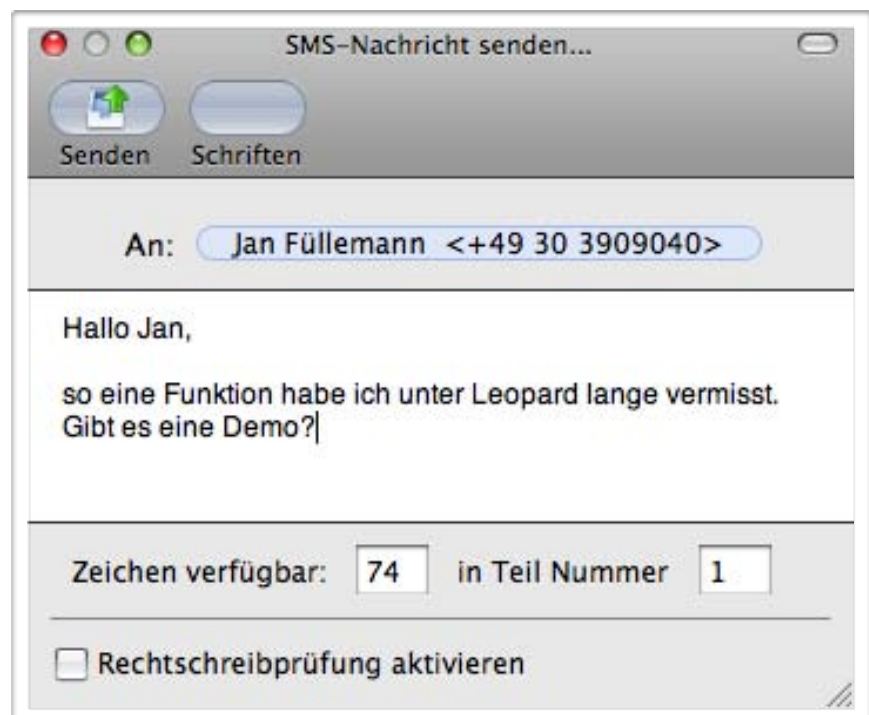 SMS-Nachricht senden...
Senden Schriften
An: Jan Füllemann <+49 30 3909040>
Hallo Jan,
so eine Funktion habe ich unter Leopard lange vermisst.
Gibt es eine Demo?
Zeichen verfügbar: 74 in Teil Nummer 1
Rechtschreibprüfung aktivieren